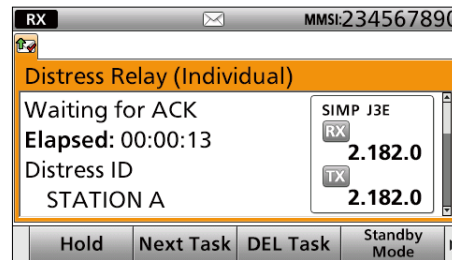 RX MMSI:234567890
Distress Relay (Individual)
Waiting for ACK
Elapsed: 00:00:13
Distress ID
STATION A
SIMP J3E
RX
2.182.0
TX
2.182.0
Hold Next Task DEL Task Standby Mode